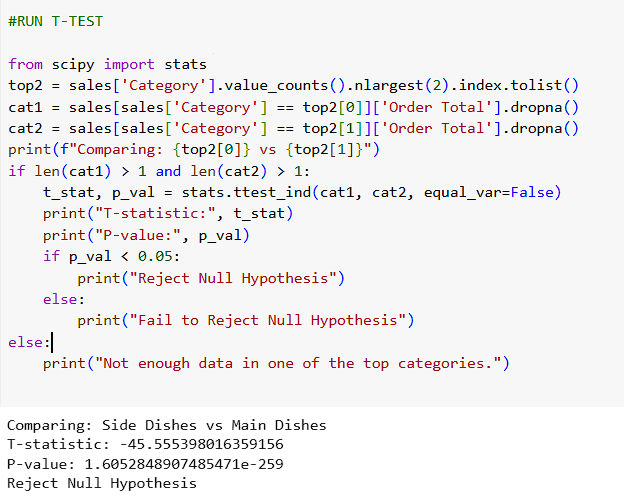 #RUN T-TEST
from scipy import stats
top2 = sales['Category'].value_counts().nlargest(2).index.tolist()
cat1 = sales[sales['Category'] == top2[0]]['Order Total'].dropna()
cat2 = sales[sales['Category'] == top2[1]]['Order Total'].dropna()
print(f"Comparing: {top2[0]} vs {top2[1]}")
if len(cat1) > 1 and len(cat2) > 1:
    t_stat, p_val = stats.ttest_ind(cat1, cat2, equal_var=False)
    print("T-statistic:", t_stat)
    print("P-value:", p_val)
    if p_val < 0.05:
        print("Reject Null Hypothesis")
    else:
        print("Fail to Reject Null Hypothesis")
else:
    print("Not enough data in one of the top categories.")
Comparing: Side Dishes vs Main Dishes
T-statistic: -45.555398016359156
P-value: 1.6052848907485471e-259
Reject Null Hypothesis